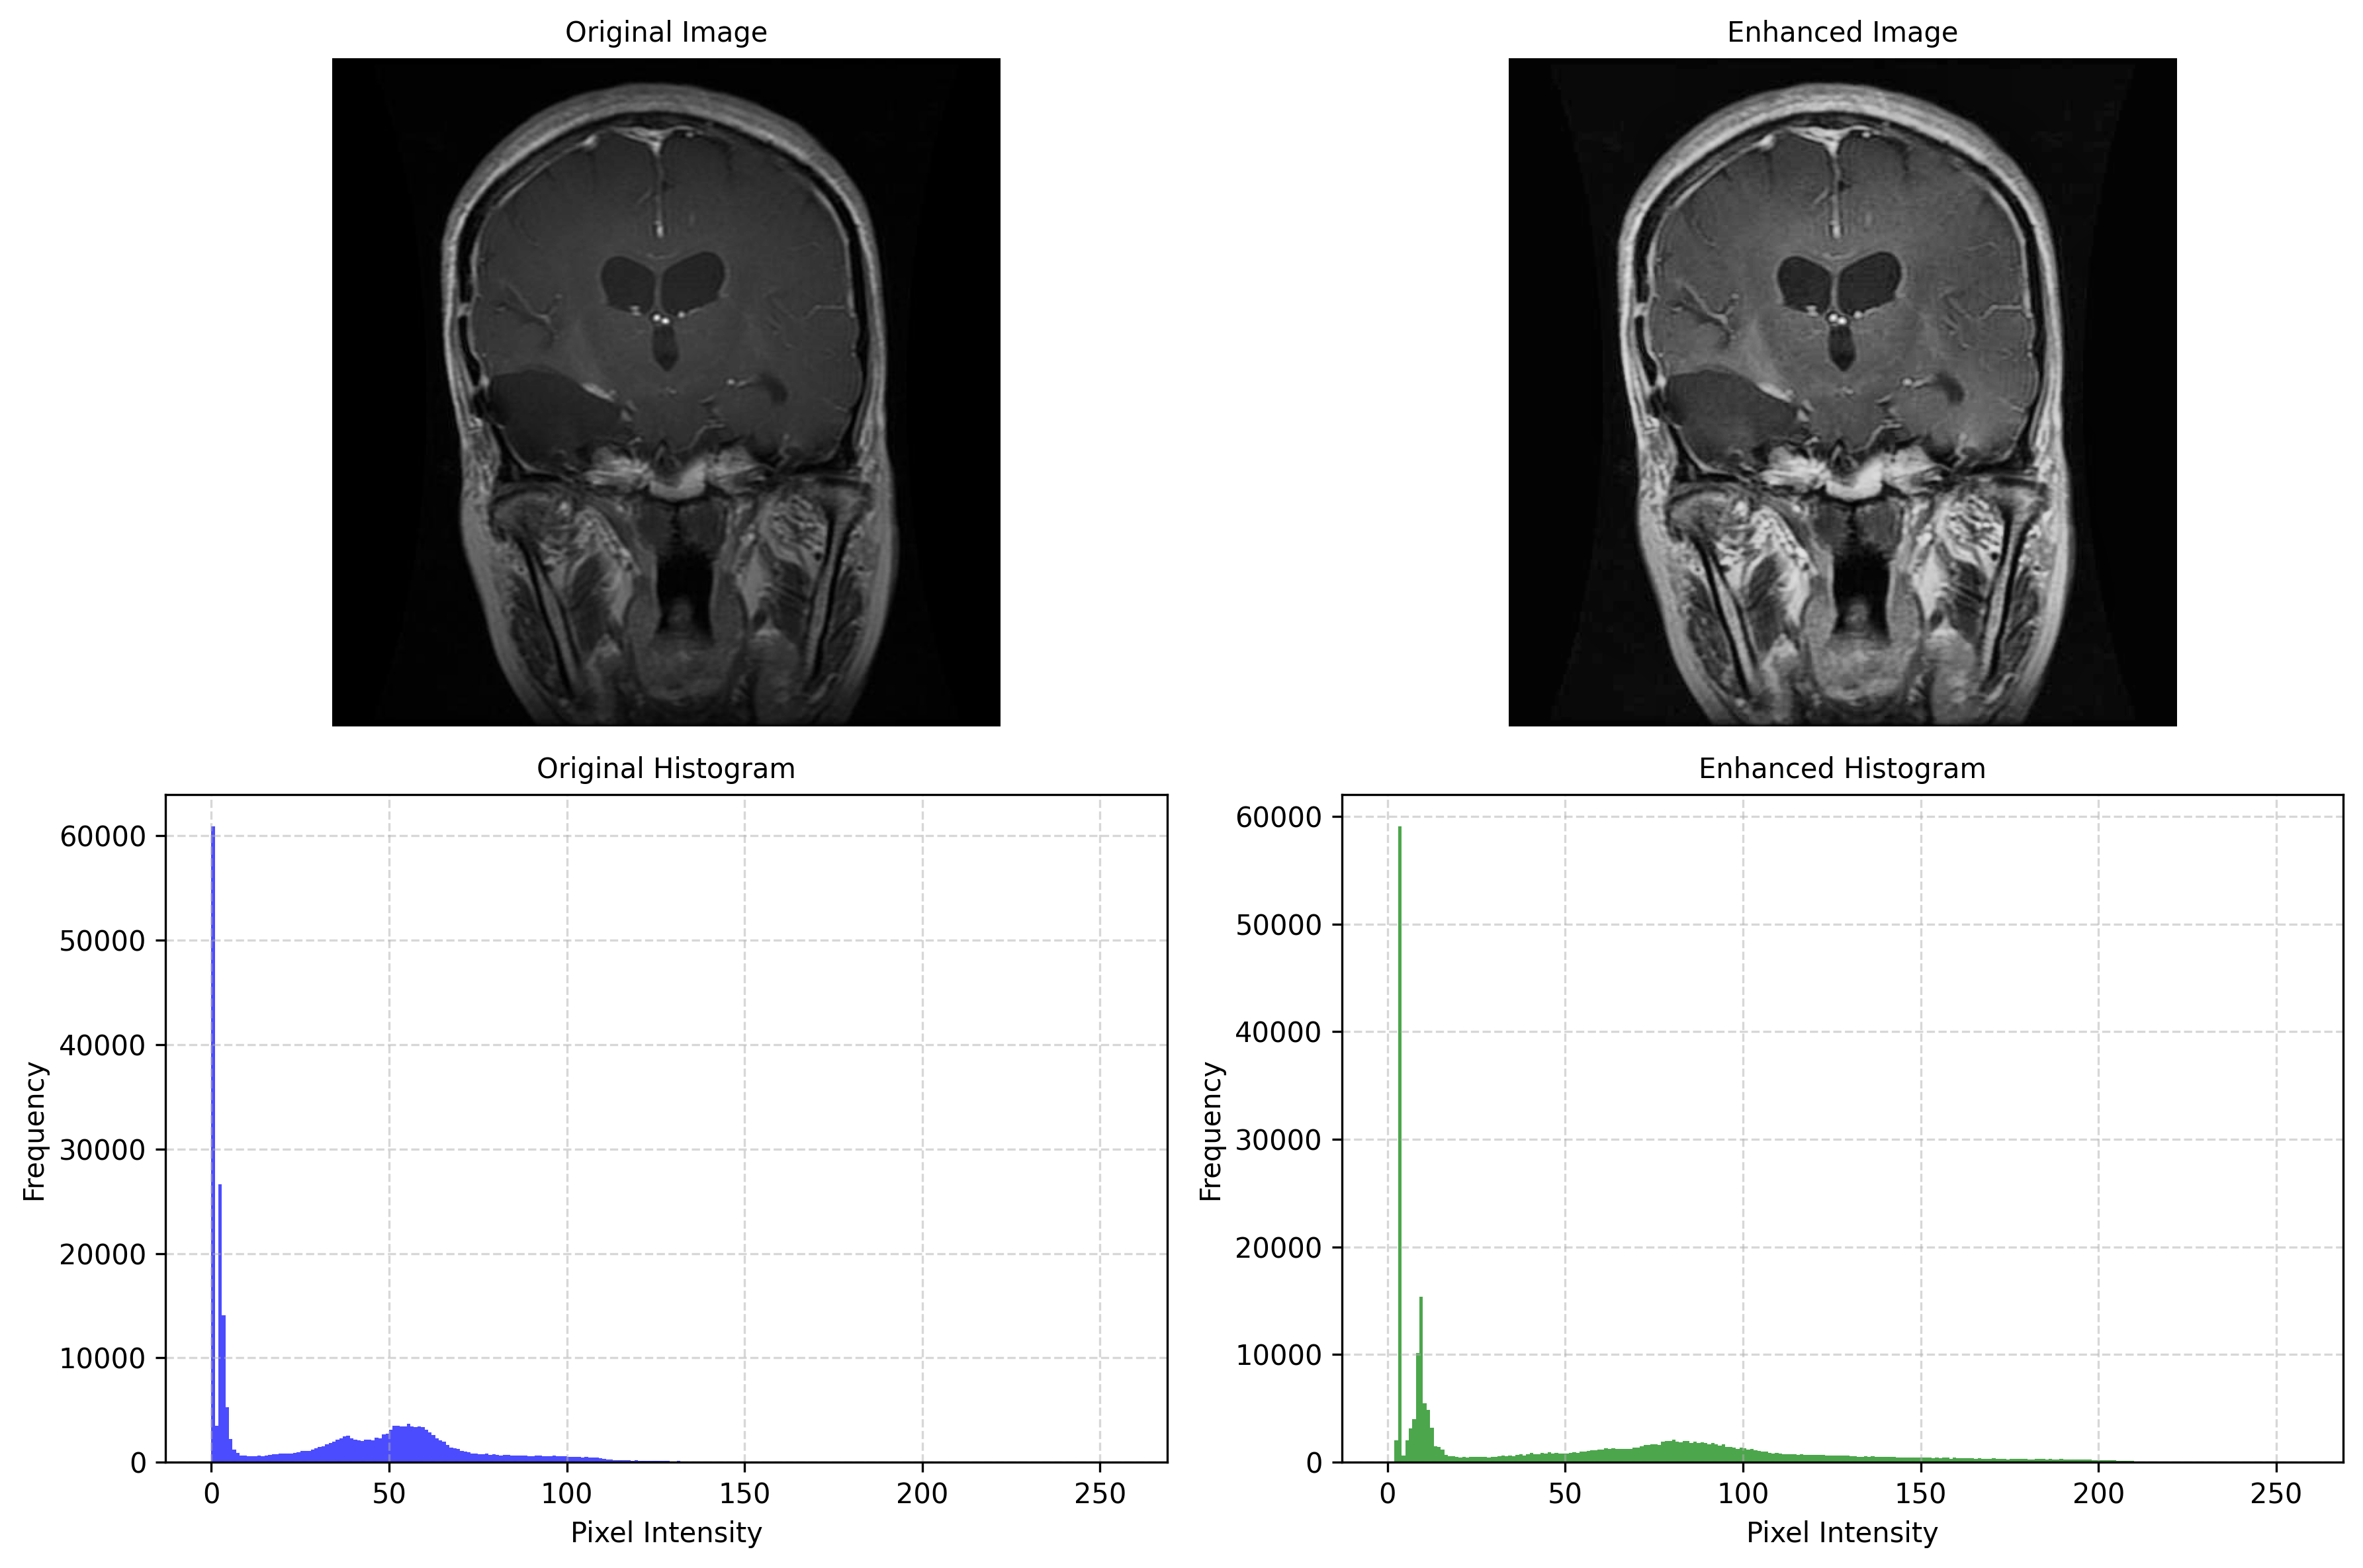 Original Image
Enhanced Image
Original Histogram
Enhanced Histogram
60000
50000
40000
30000
20000
10000
0
Frequency
0 50 100 150 200 250
Pixel Intensity
60000
50000
40000
30000
20000
10000
0
Frequency
0 50 100 150 200 250
Pixel Intensity